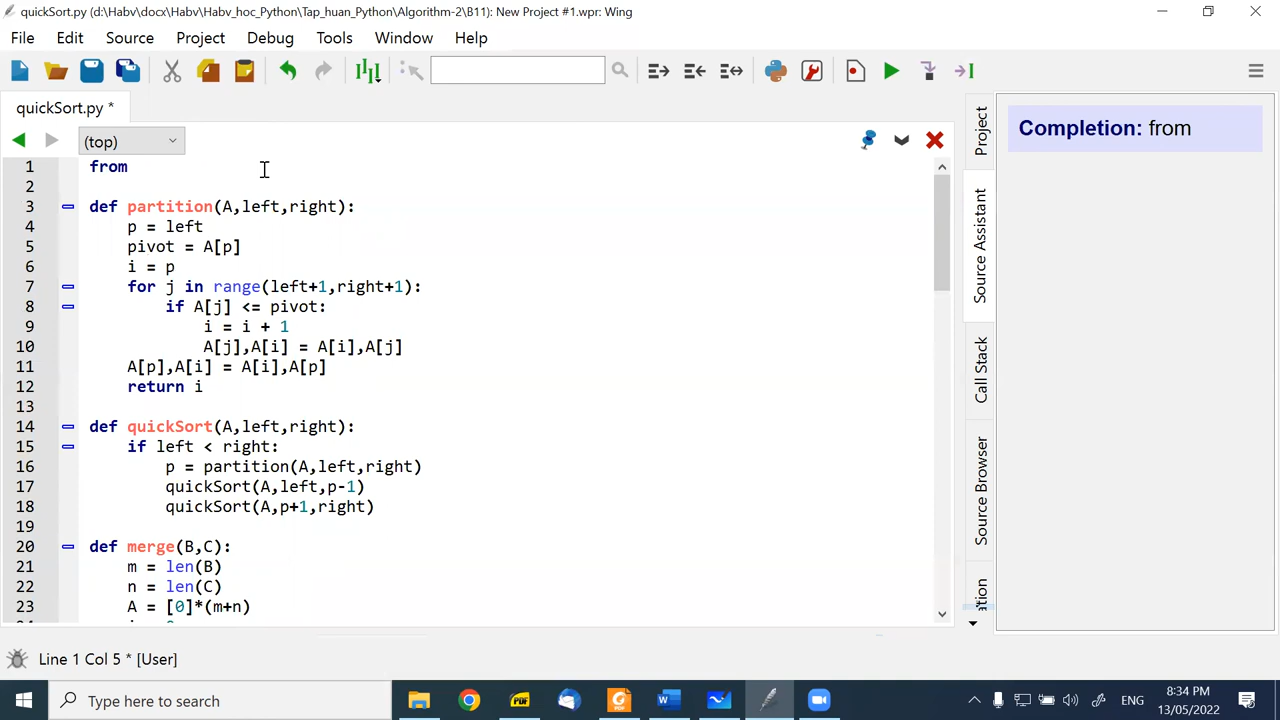 quickSort.py (d:\Habv\docx\Habv\Habv_hoc_Python\Tap_huan_Python\Algorithm-2\B11): New Project #1.wpr: Wing
File Edit Source Project Debug Tools Window Help
quickSort.py *
(top)
1 from
2
3 def partition(A,left,right):
4 p = left
5 pivot = A[p]
6 i = p
7 for j in range(left+1,right+1):
8 if A[j] <= pivot:
9 i = i + 1
10 A[j],A[i] = A[i],A[j]
11 A[p],A[i] = A[i],A[p]
12 return i
13
14 def quickSort(A,left,right):
15 if left < right:
16 p = partition(A,left,right)
17 quickSort(A,left,p-1)
18 quickSort(A,p+1,right)
19
20 def merge(B,C):
21 m = len(B)
22 n = len(C)
23 A = [0]*(m+n)
Project
Source Assistant
Call Stack
Source Browser
Completion: from
Line 1 Col 5 * [User]
Type here to search
PDF
ENG
8:34 PM
13/05/2022